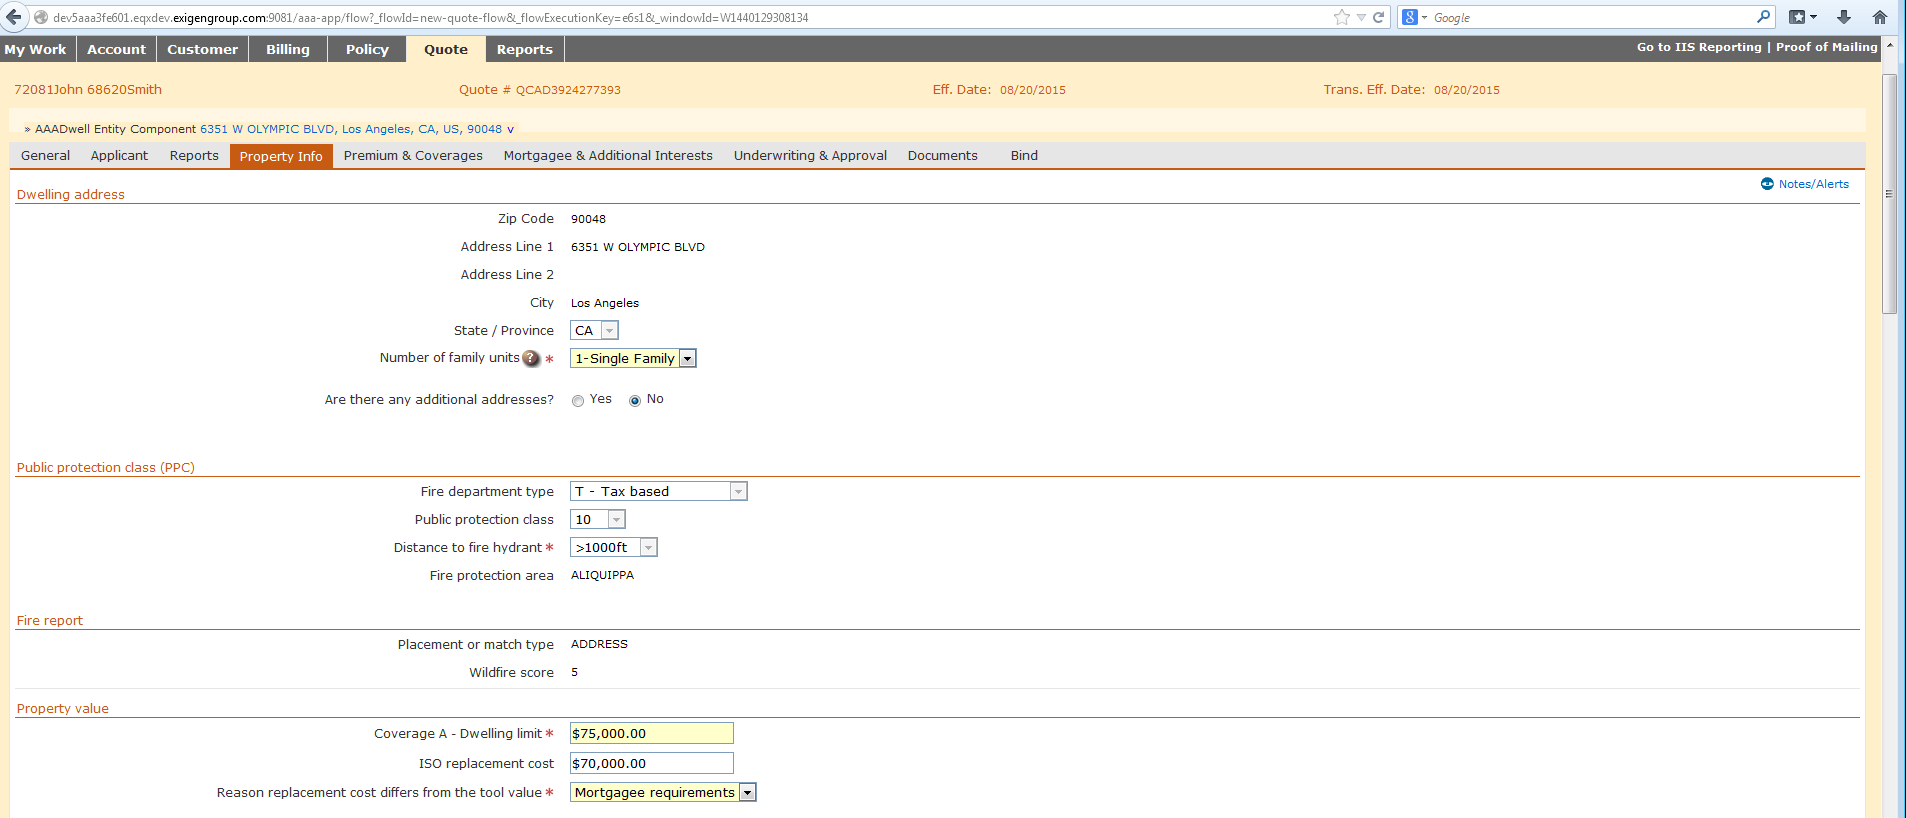 dev5aaa3fe601.eqxdev.exigengroup.com:9081/aaa-app/flow?_flowId=new-quote-flow&_flowExecutionKey=e6s1&_windowId=W1440129308134
8 Google
My Work Account Customer Billing Policy Quote Reports Go to IIS Reporting | Proof of Mailing
72081John 68620Smith Quote # QCAD3924277393 Eff. Date: 08/20/2015 Trans. Eff. Date: 08/20/2015
» AAADwell Entity Component 6351 W OLYMPIC BLVD, Los Angeles, CA, US, 90048 v
General Applicant Reports Property Info Premium & Coverages Mortgagee & Additional Interests Underwriting & Approval Documents Bind
Notes/Alerts
Dwelling address
Zip Code 90048
Address Line 1 6351 W OLYMPIC BLVD
Address Line 2
City Los Angeles
State / Province CA
Number of family units ? * 1-Single Family
Are there any additional addresses? Yes No
Public protection class (PPC)
Fire department type T - Tax based
Public protection class 10
Distance to fire hydrant * >1000ft
Fire protection area ALIQUIPPA
Fire report
Placement or match type ADDRESS
Wildfire score 5
Property value
Coverage A - Dwelling limit * $75,000.00
ISO replacement cost $70,000.00
Reason replacement cost differs from the tool value * Mortgagee requirements